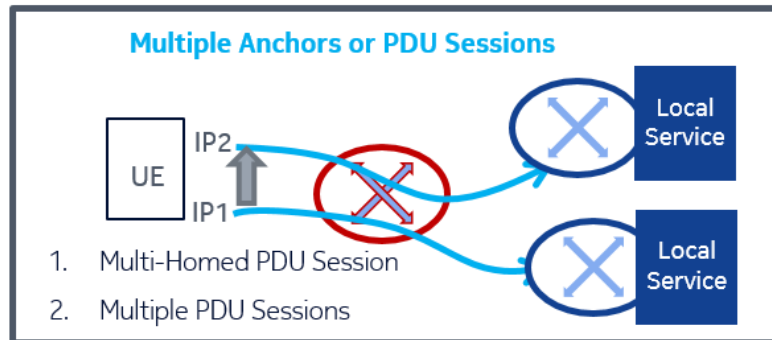 Multiple Anchors or PDU Sessions
UE
IP2
IP1
Local
Service
Local
Service
1. Multi-Homed PDU Session
2. Multiple PDU Sessions